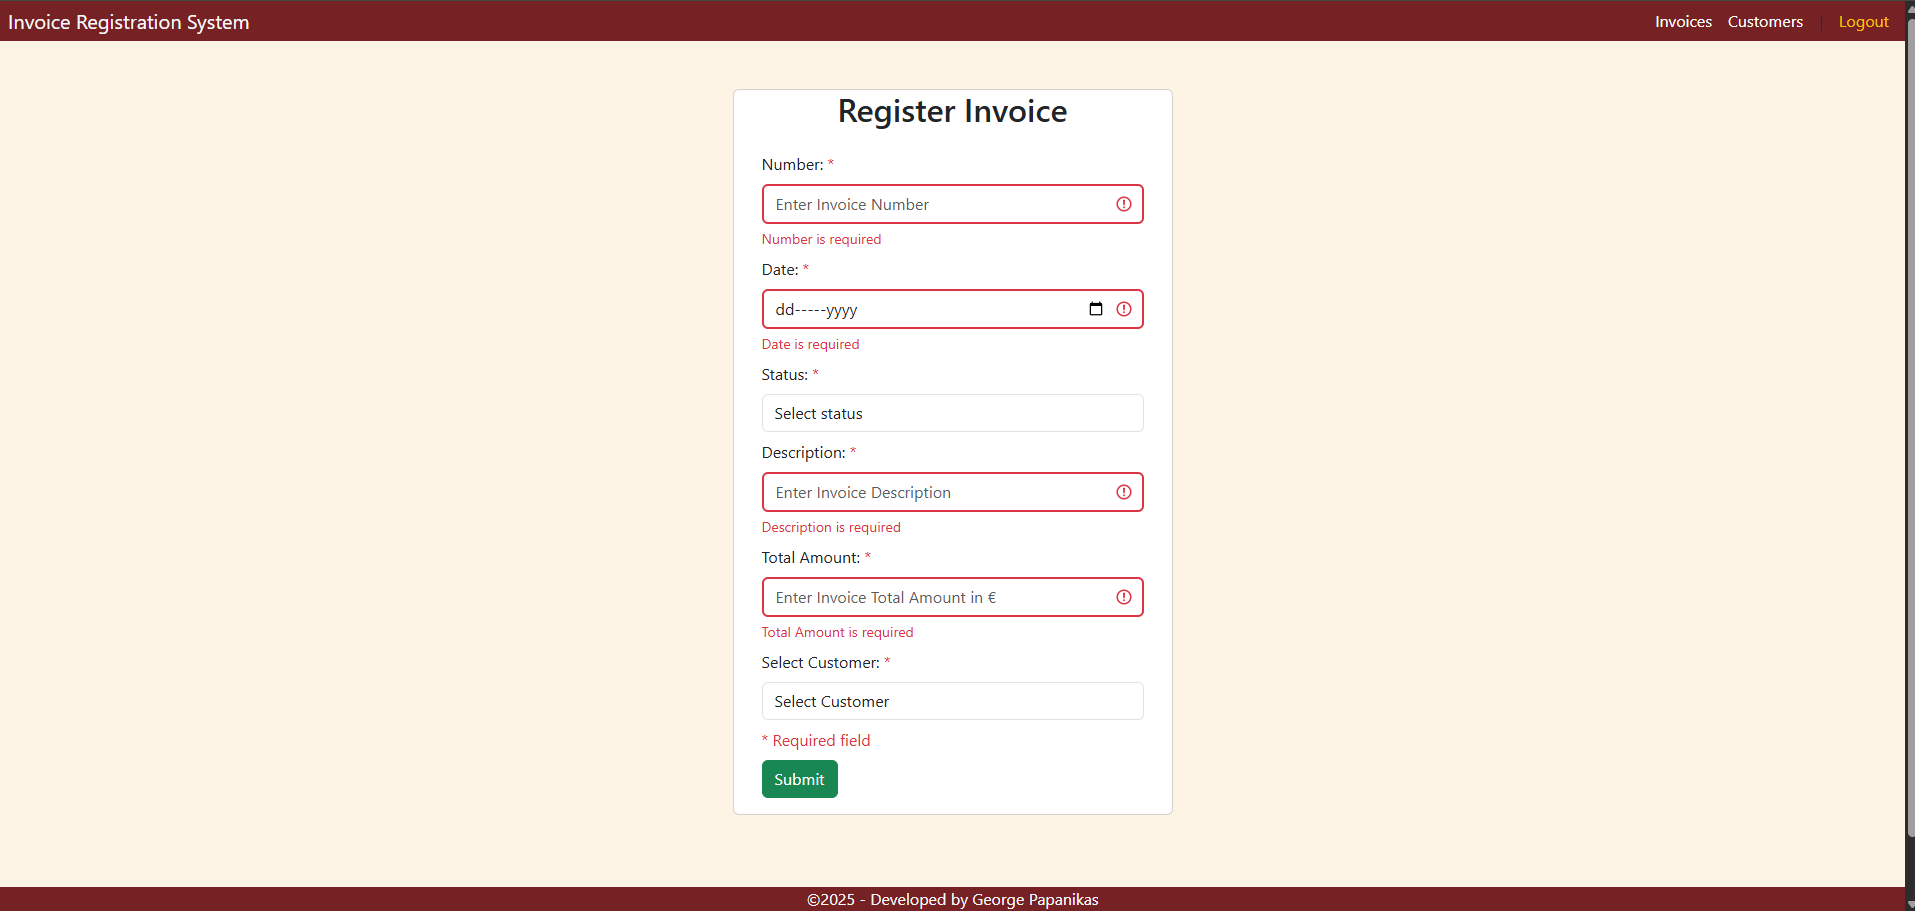 Invoice Registration System
Invoices Customers | Logout
Register Invoice
Number: *
Enter Invoice Number
Number is required
Date: *
dd-----yyyy
Date is required
Status: *
Select status
Description: *
Enter Invoice Description
Description is required
Total Amount: *
Enter Invoice Total Amount in €
Total Amount is required
Select Customer: *
Select Customer
* Required field
Submit
©2025 - Developed by George Papanikas